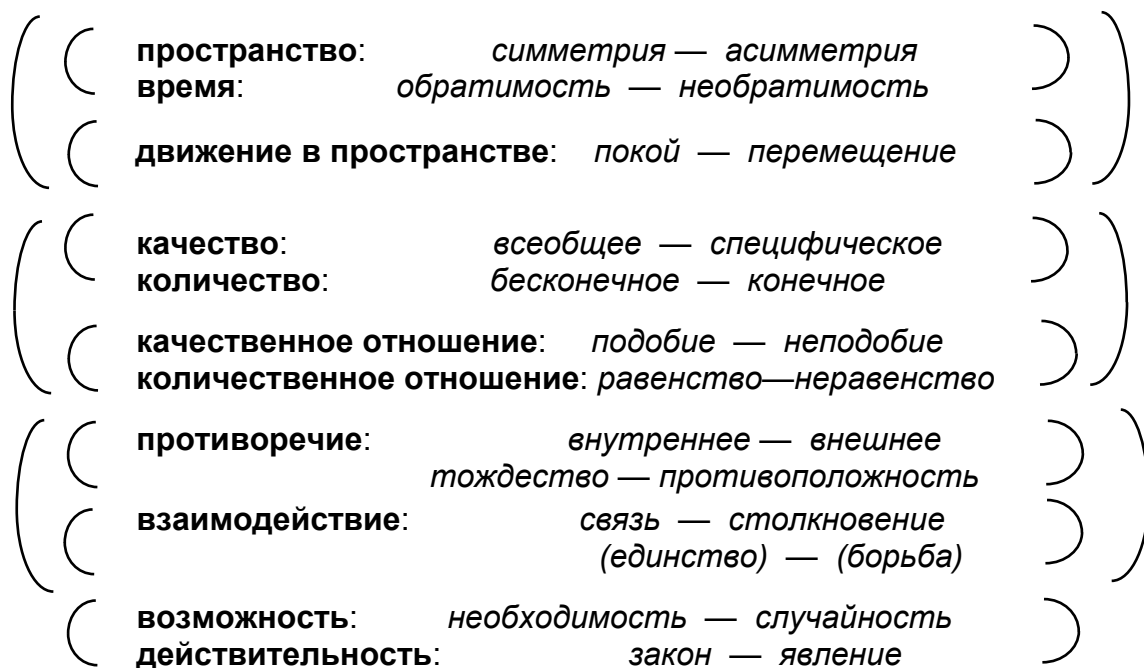 пространство: симметрия — асимметрия
время: обратимость — необратимость
движение в пространстве: покой — перемещение
качество: всеобщее — специфическое
количество: бесконечное — конечное
качественное отношение: подобие — неподобие
количественное отношение: равенство—неравенство
противоречие: внутреннее — внешнее
тождество — противоположность
взаимодействие: связь — столкновение
(единство) — (борьба)
возможность: необходимость — случайность
действительность: закон — явление